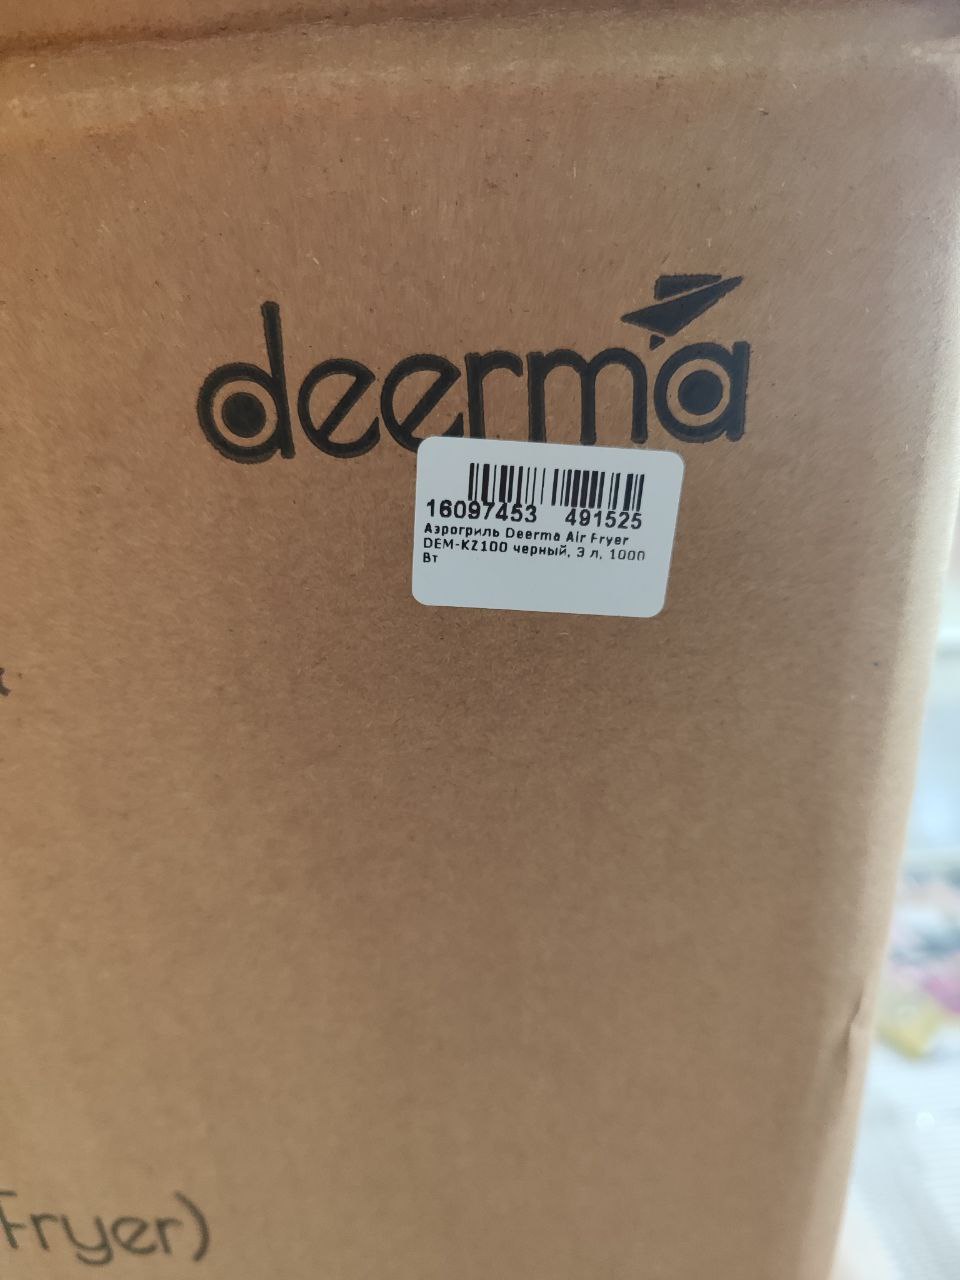 deerma
16097453 491525
Аэрогриль Deerma Air Fryer
DEM-KZ100 черный, 3 л, 1000
Вт
Fryer)